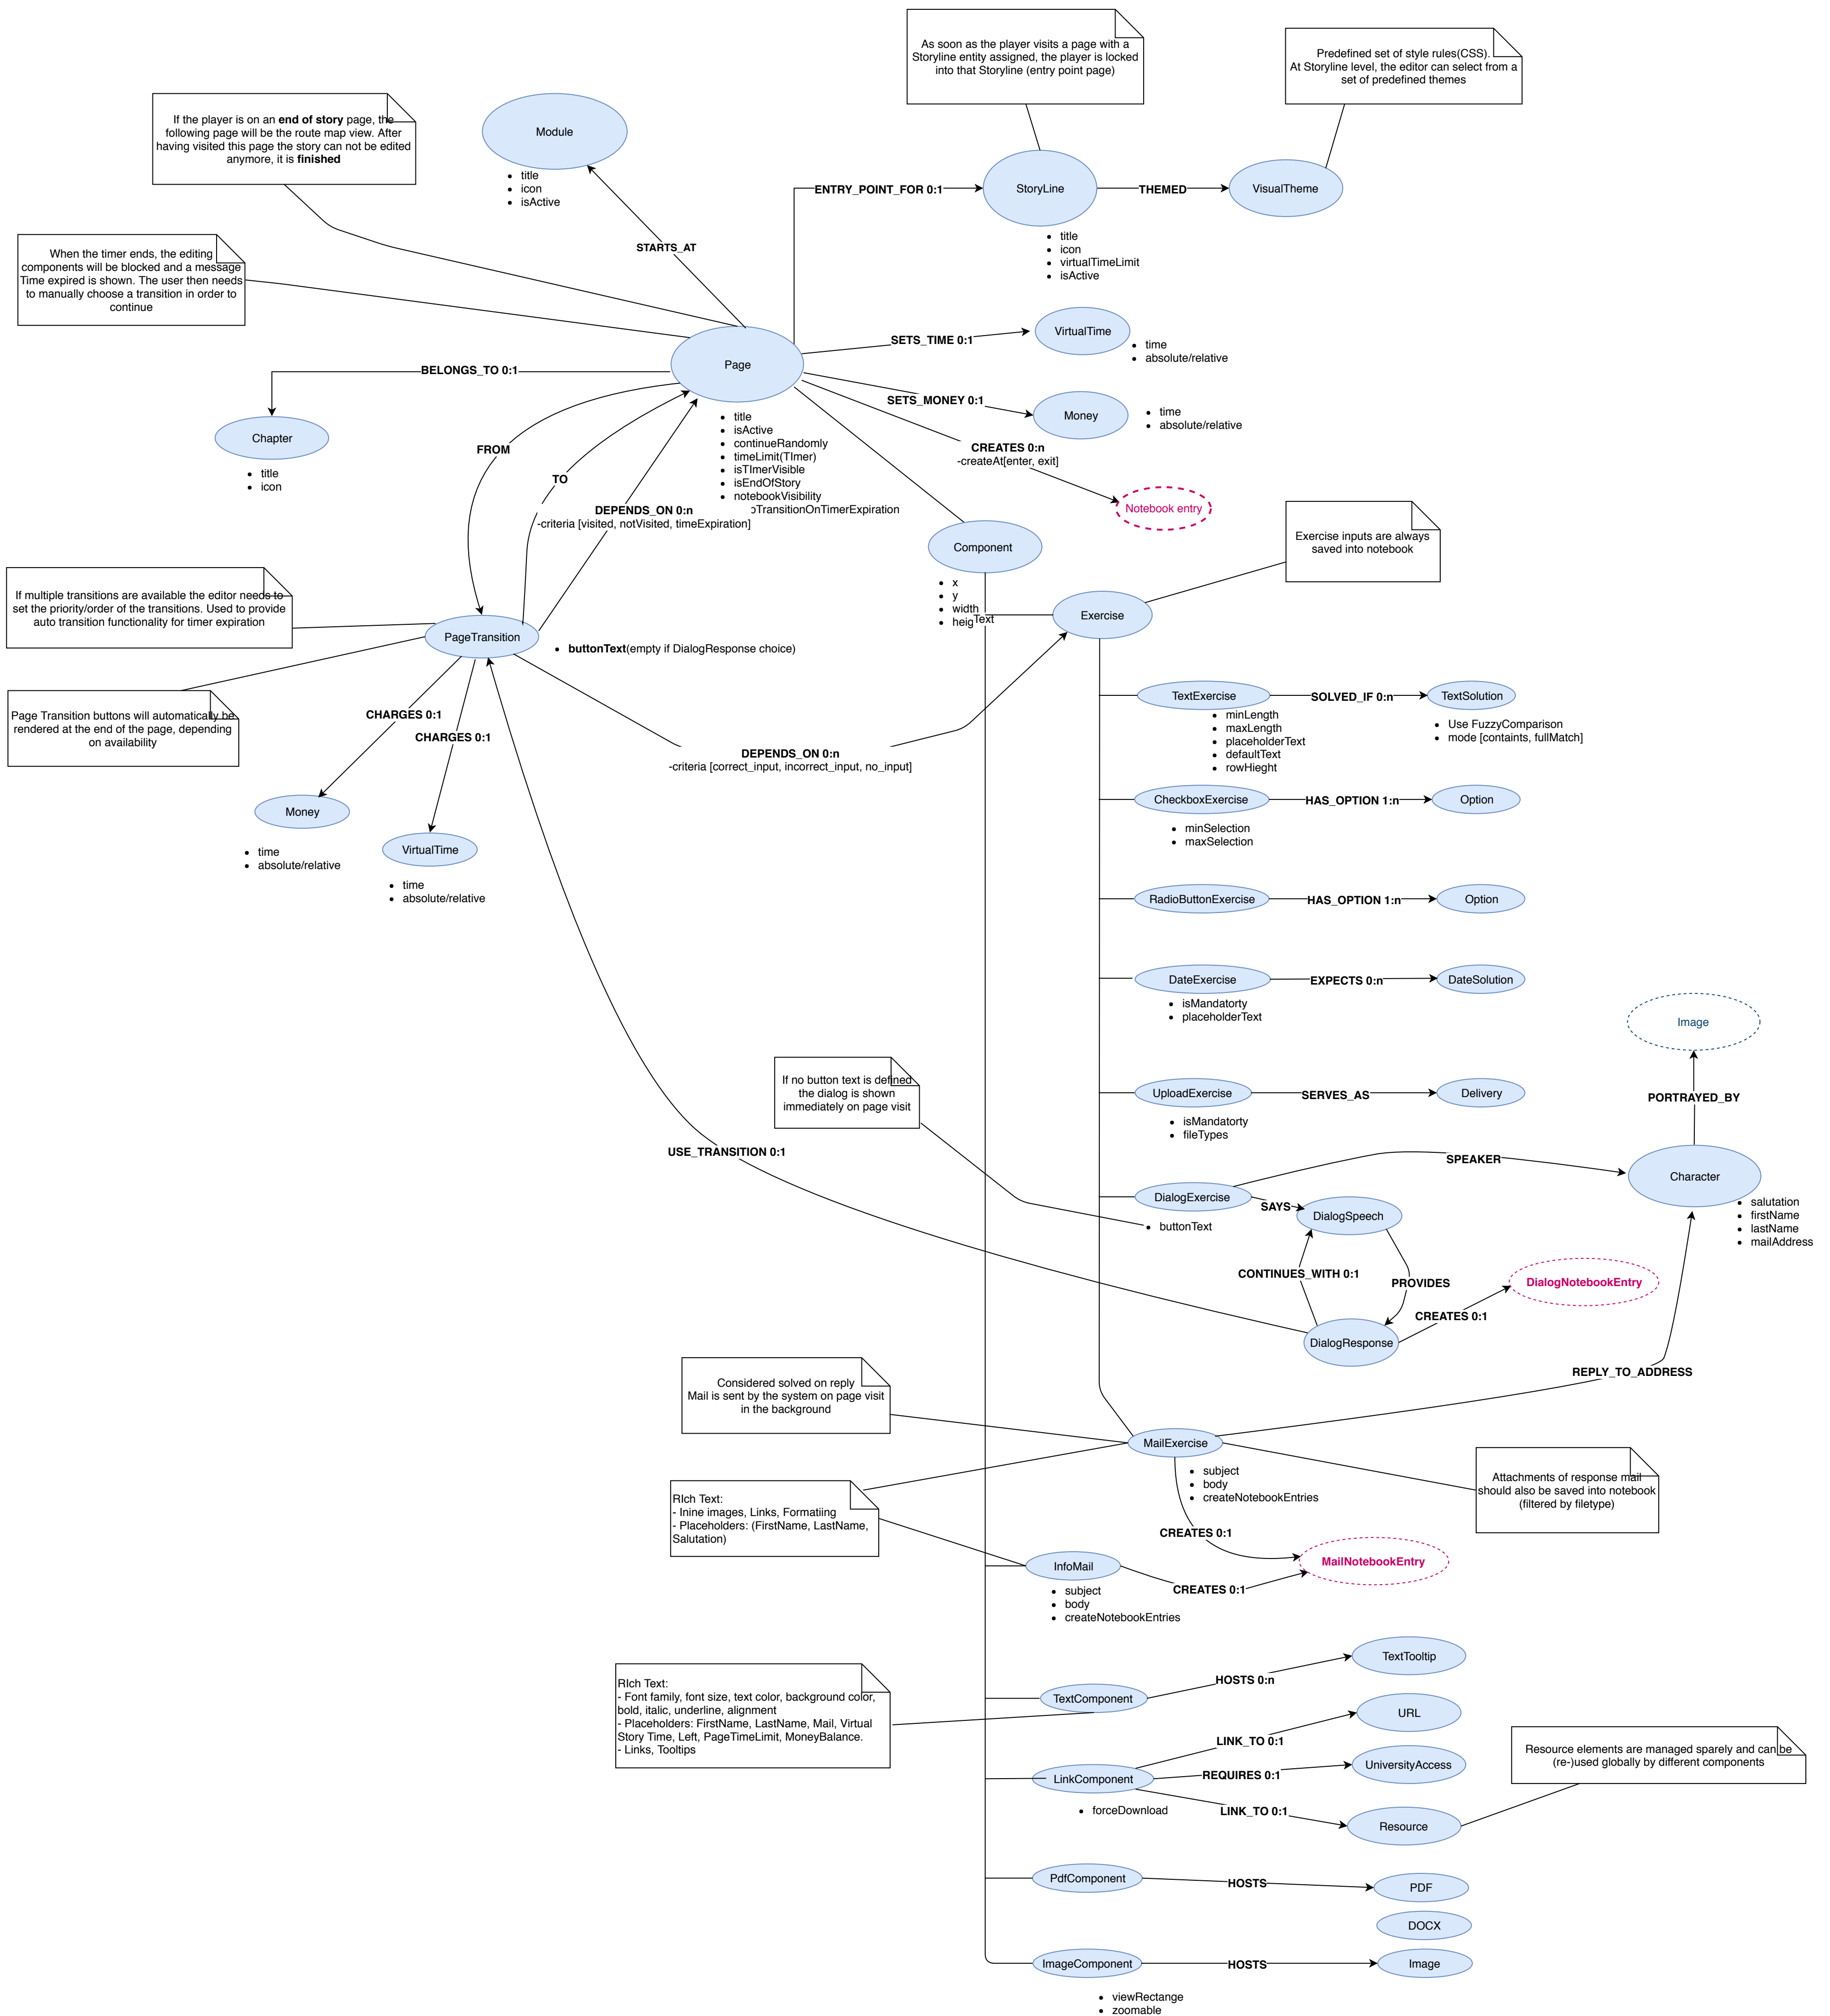 As soon as the player visits a page with a
Storyline entity assigned, the player is locked
into that Storyline (entry point page)
Predefined set of style rules(CSS).
At Storyline level, the editor can select from a
set of predefined themes
If the player is on an end of story page, the
following page will be the route map view. After
having visited this page the story can not be edited
anymore, it is finished
Module
title
icon
isActive
ENTRY_POINT_FOR 0:1
StoryLine
THEMED
VisualTheme
title
icon
virtualTimeLimit
isActive
STARTS_AT
When the timer ends, the editing
components will be blocked and a message
Time expired is shown. The user then needs
to manually choose a transition in order to
continue
Page
SETS_TIME 0:1
VirtualTime
time
absolute/relative
BELONGS_TO 0:1
SETS_MONEY 0:1
Money
time
absolute/relative
Chapter
title
icon
title
isActive
continueRandomly
timeLimit(TImer)
isTImerVisible
isEndOfStory
notebookVisibility
oTransitionOnTimerExpiration
CREATES 0:n
-createAt[enter, exit]
Notebook entry
FROM
TO
DEPENDS_ON 0:n
-criteria [visited, notVisited, timeExpiration]
Component
x
y
width
heig
Text
Exercise inputs are always
saved into notebook
Exercise
If multiple transitions are available the editor needs to
set the priority/order of the transitions. Used to provide
auto transition functionality for timer expiration
PageTransition
buttonText(empty if DialogResponse choice)
Page Transition buttons will automatically be
rendered at the end of the page, depending
on availability
CHARGES 0:1
CHARGES 0:1
DEPENDS_ON 0:n
-criteria [correct_input, incorrect_input, no_input]
Money
time
absolute/relative
VirtualTime
time
absolute/relative
TextExercise
SOLVED_IF 0:n
TextSolution
minLength
maxLength
placeholderText
defaultText
rowHieght
Use FuzzyComparison
mode [containts, fullMatch]
CheckboxExercise
HAS_OPTION 1:n
Option
minSelection
maxSelection
RadioButtonExercise
HAS_OPTION 1:n
Option
DateExercise
EXPECTS 0:n
DateSolution
isMandatorty
placeholderText
Image
If no button text is defined
the dialog is shown
immediately on page visit
UploadExercise
SERVES_AS
Delivery
isMandatorty
fileTypes
PORTRAYED_BY
USE_TRANSITION 0:1
SPEAKER
Character
salutation
firstName
lastName
mailAddress
DialogExercise
SAYS
DialogSpeech
buttonText
CONTINUES_WITH 0:1
PROVIDES
DialogNotebookEntry
CREATES 0:1
DialogResponse
REPLY_TO_ADDRESS
Considered solved on reply
Mail is sent by the system on page visit
in the background
MailExercise
subject
body
createNotebookEntries
Attachments of response mail
should also be saved into notebook
(filtered by filetype)
RIch Text:
- Inine images, Links, Formatiing
- Placeholders: (FirstName, LastName,
Salutation)
CREATES 0:1
MailNotebookEntry
InfoMail
CREATES 0:1
subject
body
createNotebookEntries
RIch Text:
- Font family, font size, text color, background color,
bold, italic, underline, alignment
- Placeholders: FirstName, LastName, Mail, Virtual
Story Time, Left, PageTimeLimit, MoneyBalance.
- Links, Tooltips
TextComponent
HOSTS 0:n
TextTooltip
URL
LINK_TO 0:1
LinkComponent
REQUIRES 0:1
UniversityAccess
forceDownload
LINK_TO 0:1
Resource
Resource elements are managed sparely and can be
(re-)used globally by different components
PdfComponent
HOSTS
PDF
DOCX
ImageComponent
HOSTS
Image
viewRectange
zoomable